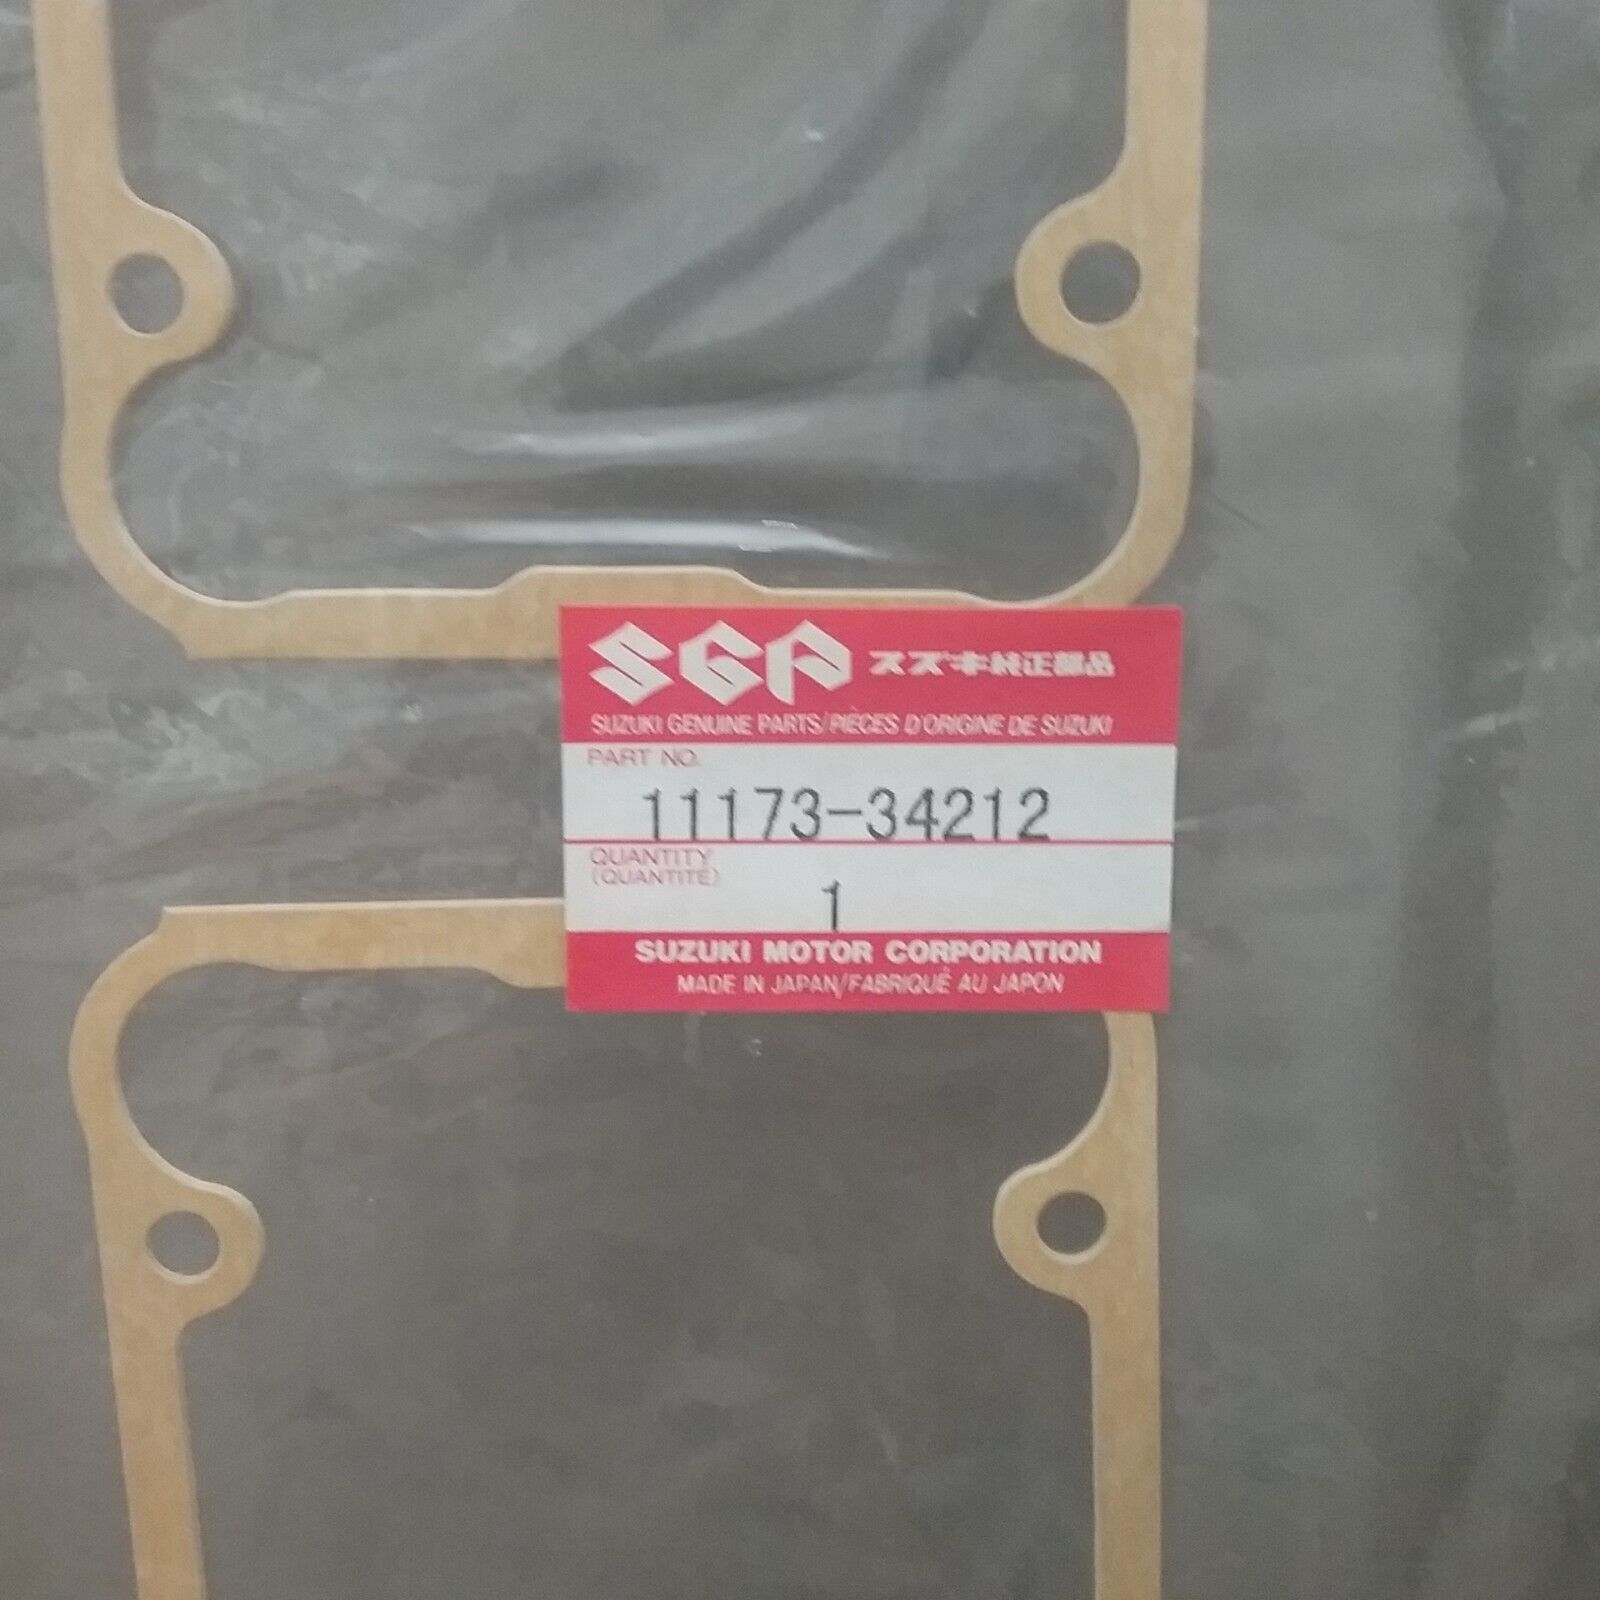 SGP スズキ純正部品
SUZUKI GENUINE PARTS/PIÈCES D'ORIGINE DE SUZUKI
PART NO.
11173-34212
QUANTITY
(QUANTITÉ)
1
SUZUKI MOTOR CORPORATION
MADE IN JAPAN/FABRIQUÉ AU JAPON